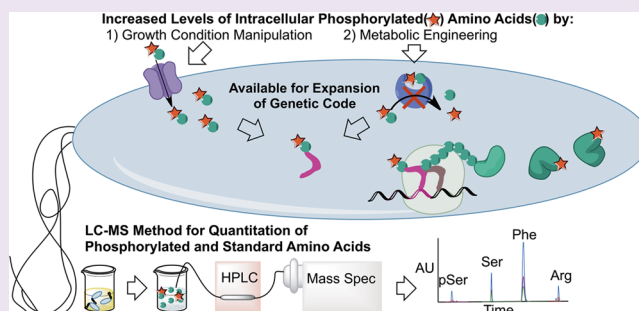 Increased Levels of Intracellular Phosphorylated( ) Amino Acids( ) by:
1) Growth Condition Manipulation
2) Metabolic Engineering
Available for Expansion
of Genetic Code
LC-MS Method for Quantitation of
Phosphorylated and Standard Amino Acids
HPLC
Mass Spec
AU
pSer
Ser
Phe
Arg
Time